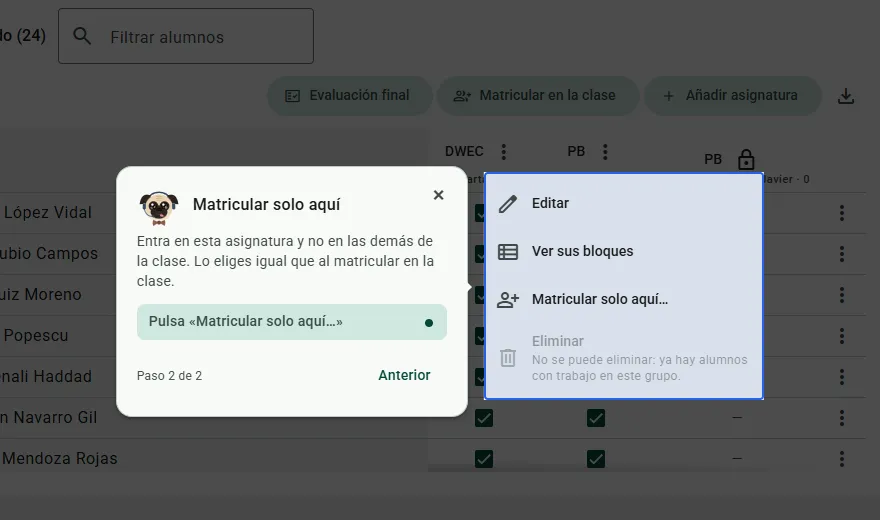 do (24)
Filtrar alumnos
Evaluación final
Matricular en la clase
Añadir asignatura
DWEC
PB
PB
Javier · 0
López Vidal
ubio Campos
uiz Moreno
Popescu
enali Haddad
n Navarro Gil
Mendoza Rojas
Matricular solo aquí
Entra en esta asignatura y no en las demás de
la clase. Lo eliges igual que al matricular en la
clase.
Pulsa «Matricular solo aquí…»
Paso 2 de 2
Anterior
Editar
Ver sus bloques
Matricular solo aquí…
Eliminar
No se puede eliminar: ya hay alumnos
con trabajo en este grupo.